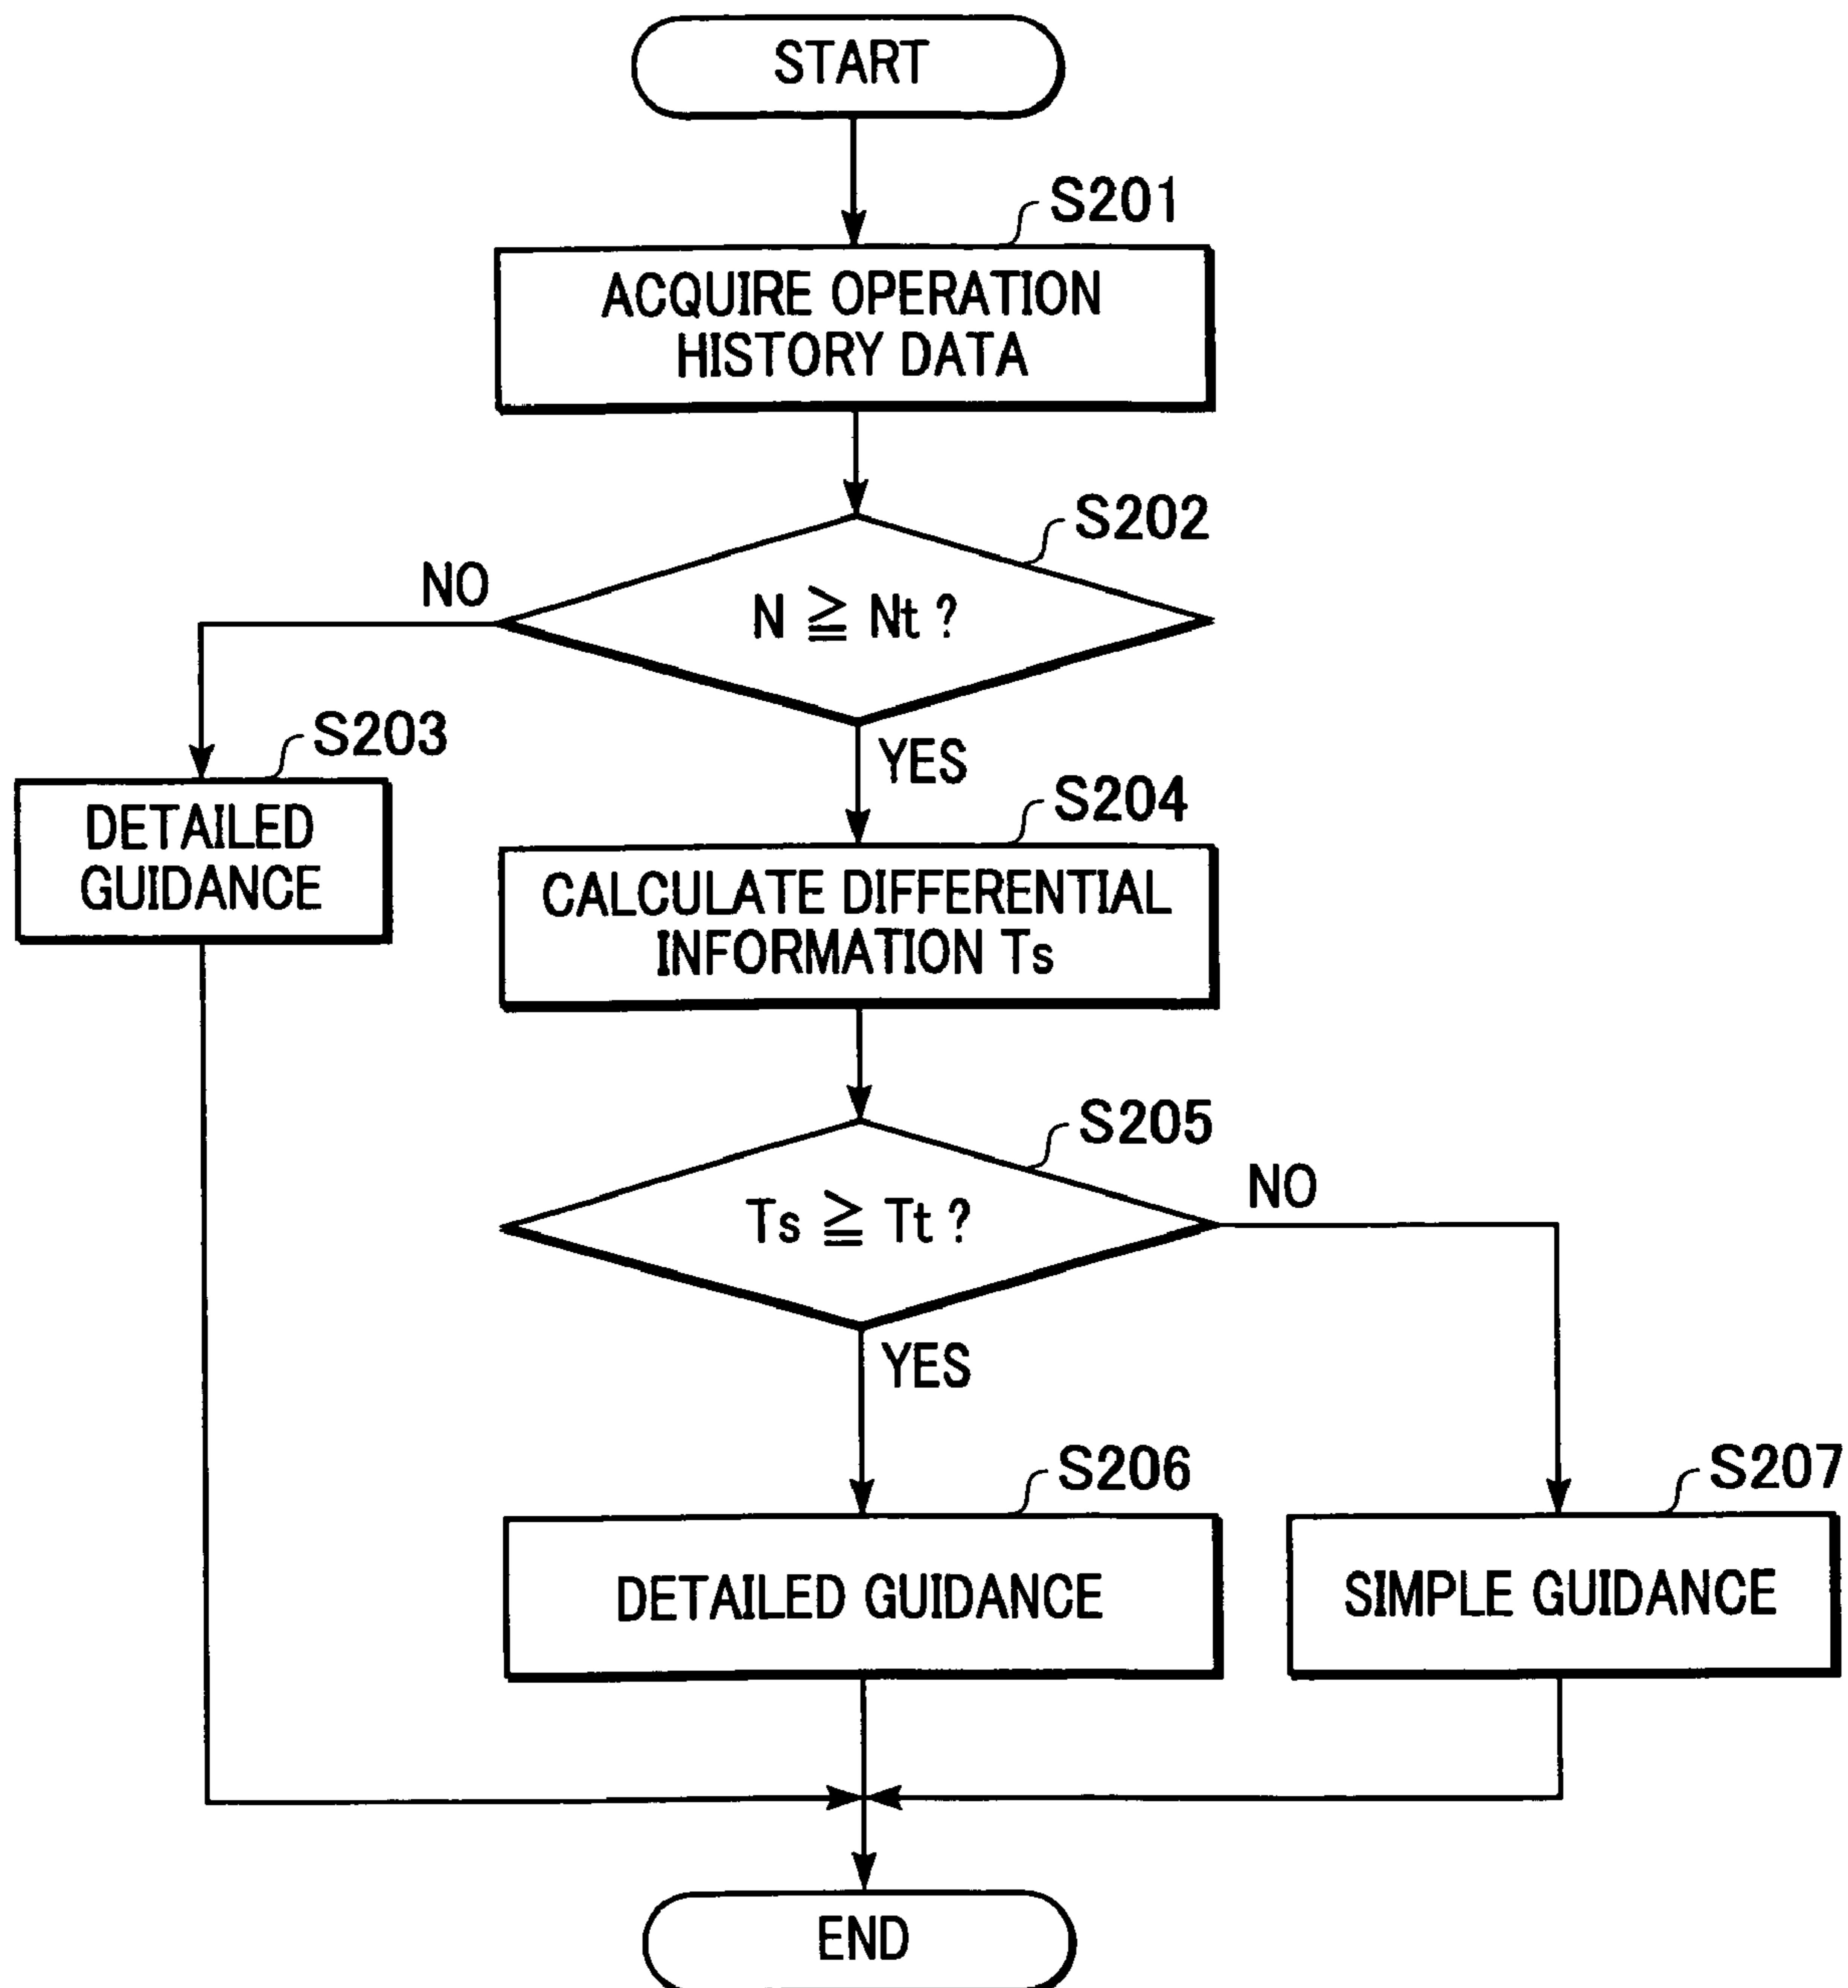 START
S201
ACQUIRE OPERATION
HISTORY DATA
S202
NO
N ≧ Nt ?
S203
YES
DETAILED
GUIDANCE
S204
CALCULATE DIFFERENTIAL
INFORMATION Ts
S205
NO
Ts ≧ Tt ?
YES
S206
S207
DETAILED GUIDANCE
SIMPLE GUIDANCE
END